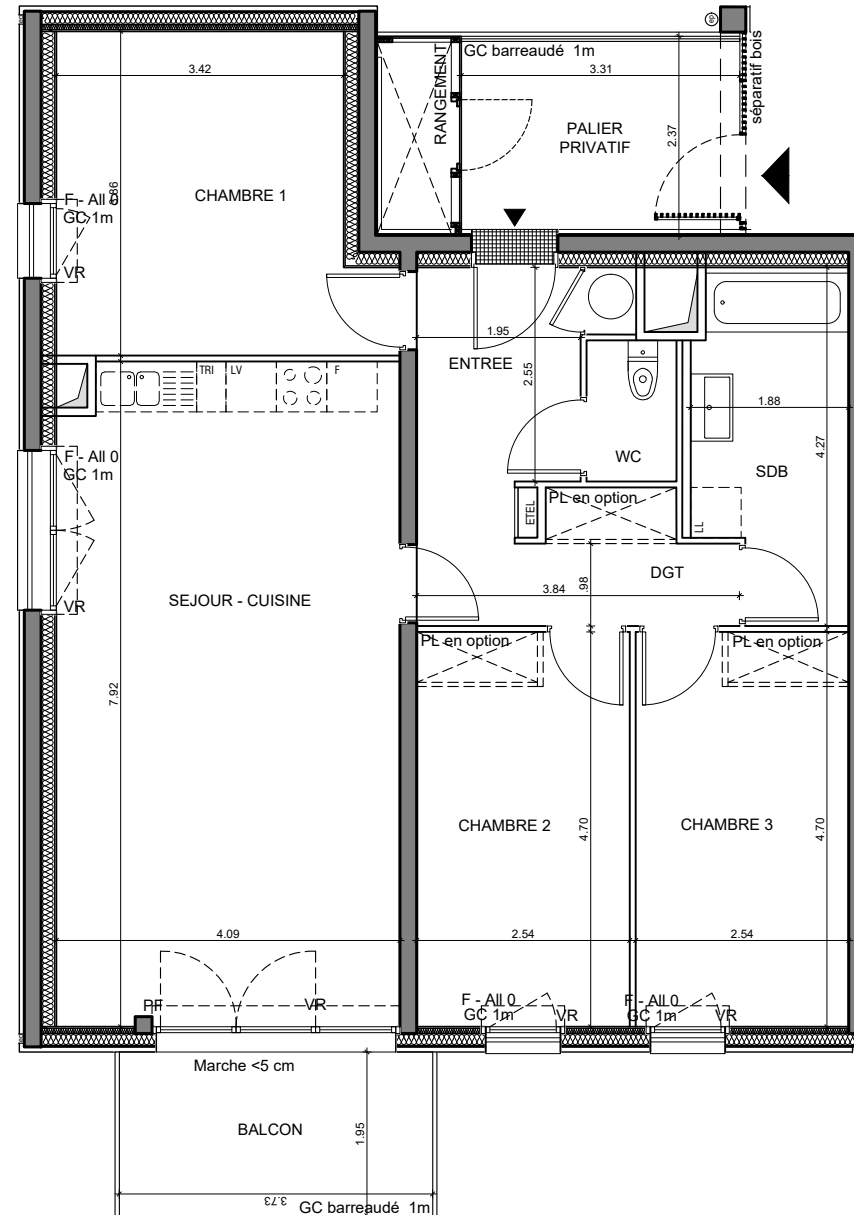 GC barreaudé 1m
3.31
RANGEMENT
PALIER
PRIVATIF
2.37
ep
séparatif bois
3.42
CHAMBRE 1
F - All 0
GC 1m
VR
1.95
ENTREE
2.55
TRI
LV
F
F - All 0
GC 1m
VR
WC
1.88
4.27
SDB
LL
ETEL
PL en option
DGT
3.84
.98
SEJOUR - CUISINE
7.92
PL en option
PL en option
CHAMBRE 2
4.70
CHAMBRE 3
4.70
4.09
2.54
2.54
PF
VR
F - All 0
GC 1m
VR
F - All 0
GC 1m
VR
Marche <5 cm
BALCON
1.95
3.73
GC barreaudé 1m